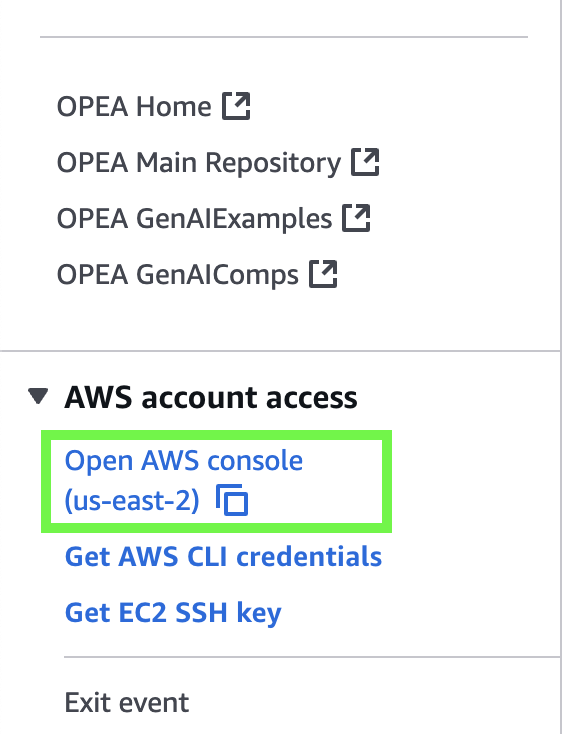 OPEA Home
OPEA Main Repository
OPEA GenAIExamples
OPEA GenAIComps
AWS account access
Open AWS console
(us-east-2)
Get AWS CLI credentials
Get EC2 SSH key
Exit event